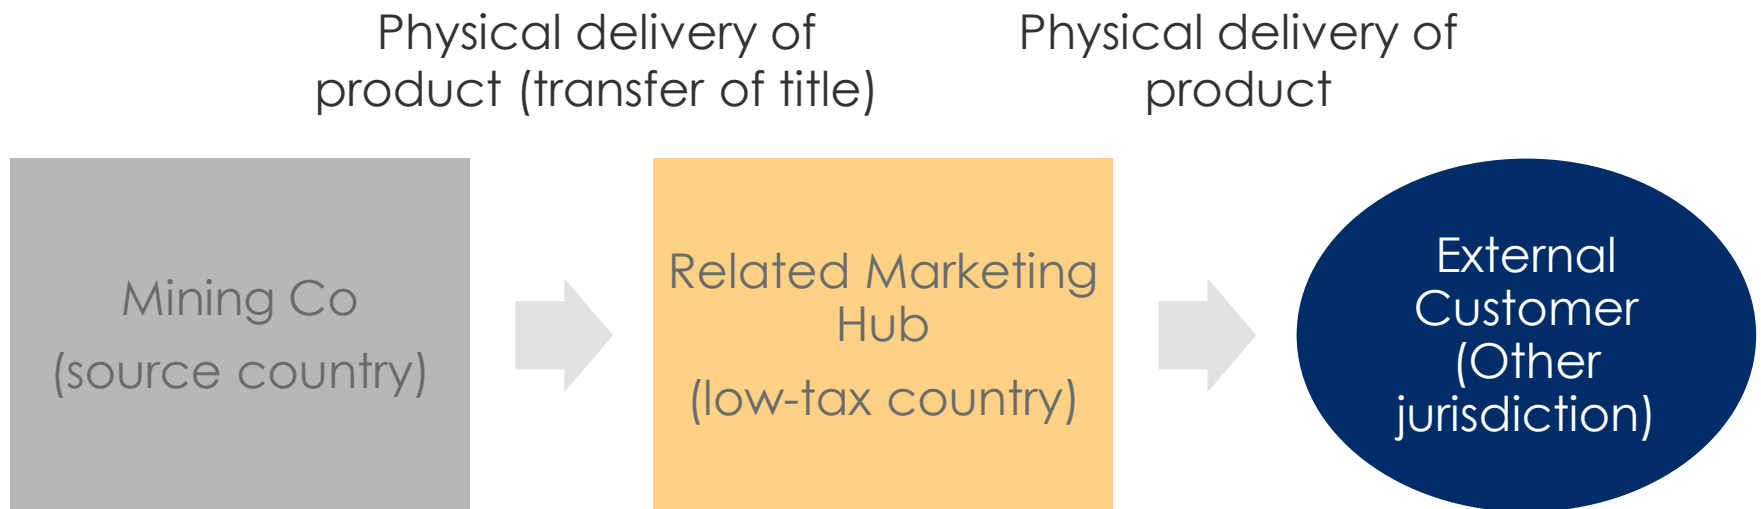 Physical delivery of
product (transfer of title)
Physical delivery of
product
Mining Co
(source country)
Related Marketing
Hub
(low-tax country)
External
Customer
(Other
jurisdiction)